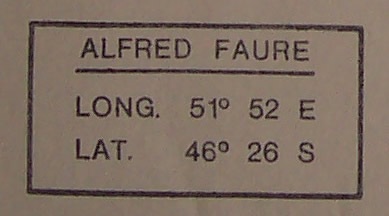 ALFRED FAURE
LONG. 51º 52 E
LAT. 46º 26 S